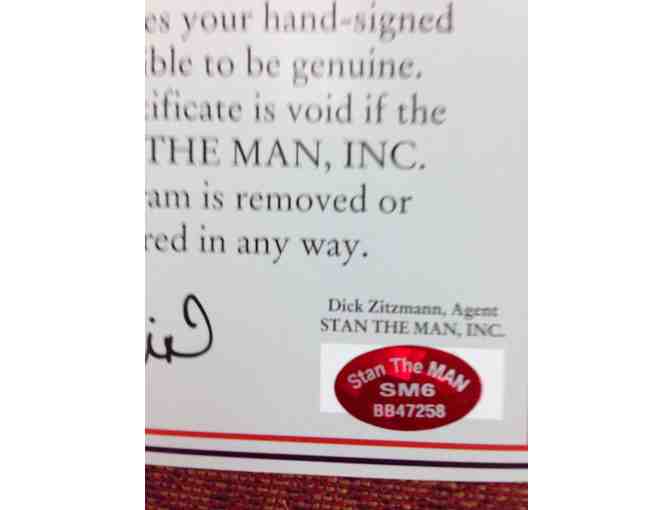 es your hand-signed
ble to be genuine.
ificate is void if the
THE MAN, INC.
am is removed or
red in any way.
Dick Zitzmann, Agent
STAN THE MAN, INC.
Stan The MAN
SM6
BB47258